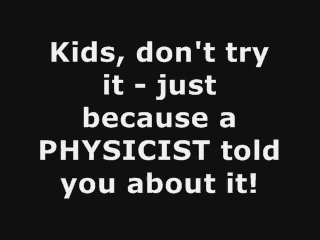 Kids, don't try
it - just
because a
PHYSICIST told
you about it!